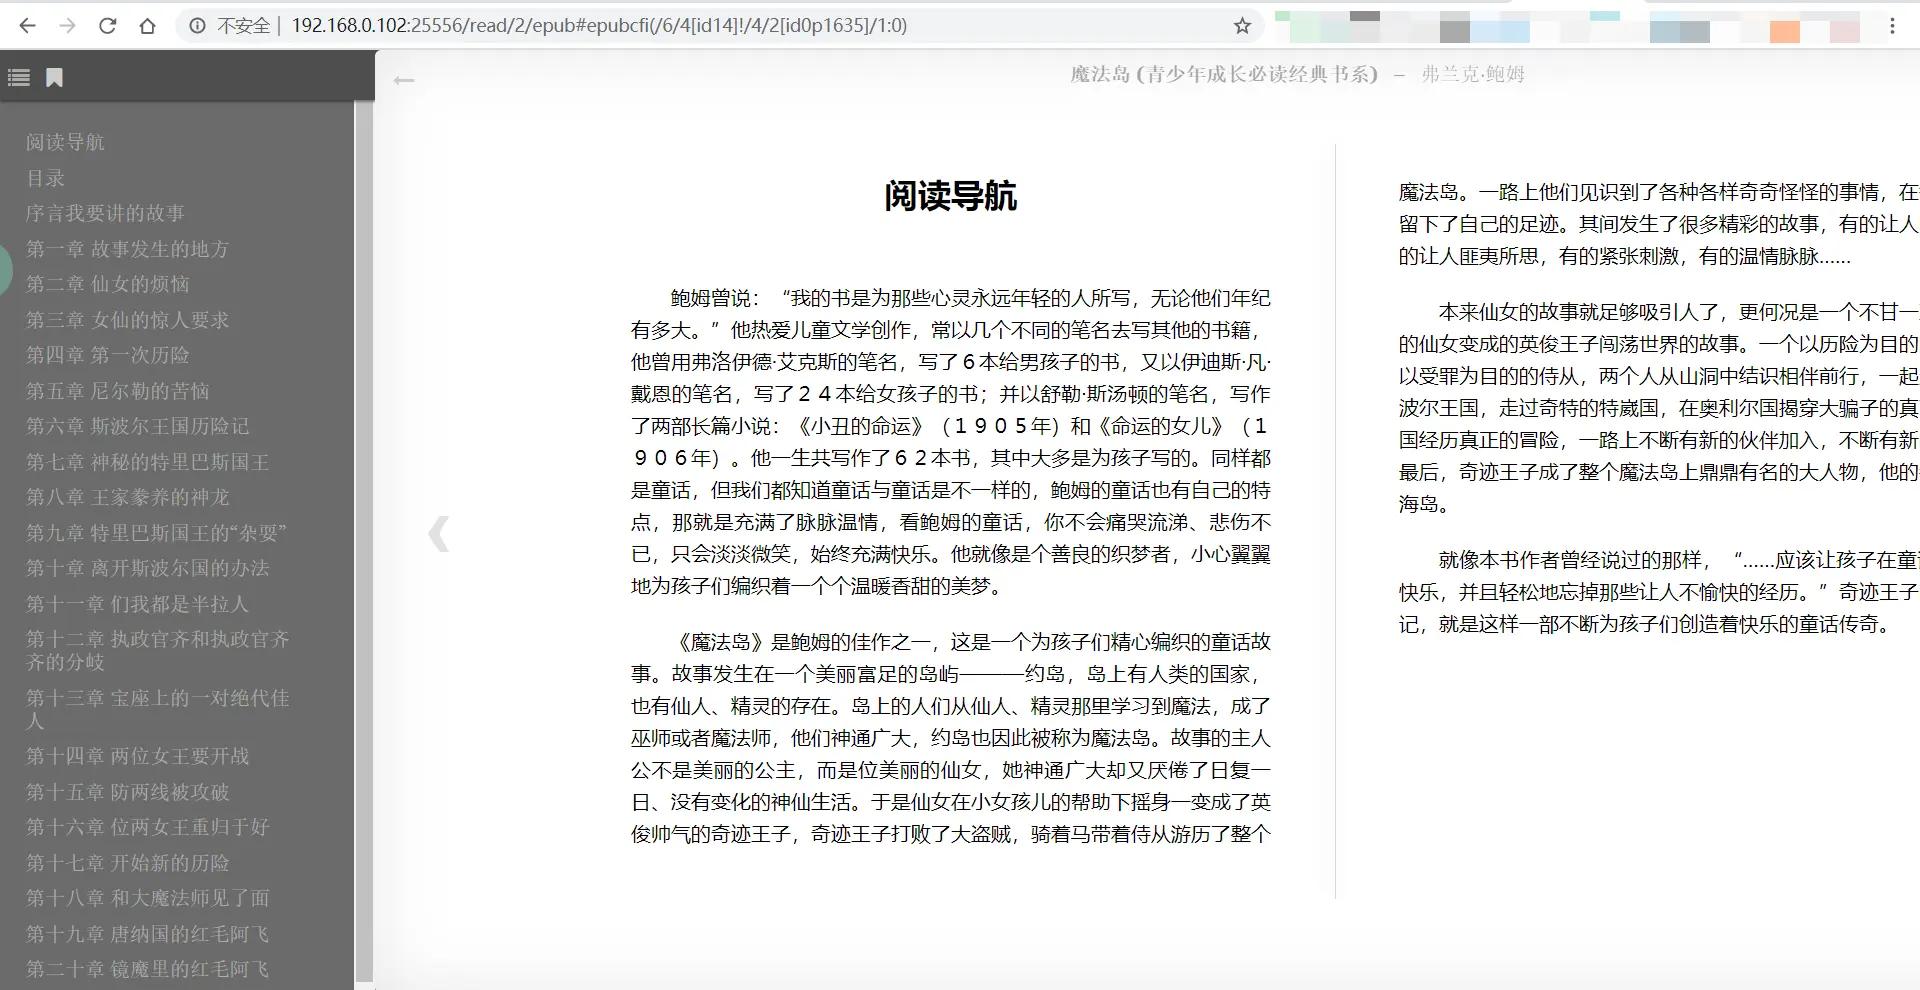 不安全 | 192.168.0.102:25556/read/2/epub#epubcfi(/6/4[id14]!/4/2[id0p1635]/1:0)
魔法岛 (青少年成长必读经典书系) – 弗兰克·鲍姆
阅读导航
目录
序言我要讲的故事
第一章 故事发生的地方
第二章 仙女的烦恼
第三章 女仙的惊人要求
第四章 第一次历险
第五章 尼尔勒的苦恼
第六章 斯波尔王国历险记
第七章 神秘的特里巴斯国王
第八章 王家豢养的神龙
第九章 特里巴斯国王的“杂耍”
第十章 离开斯波尔国的办法
第十一章 们我都是半拉人
第十二章 执政官齐和执政官齐
齐的分岐
第十三章 宝座上的一对绝代佳
人
第十四章 两位女王要开战
第十五章 防两线被攻破
第十六章 位两女王重归于好
第十七章 开始新的历险
第十八章 和大魔法师见了面
第十九章 唐纳国的红毛阿飞
第二十章 镜魔里的红毛阿飞
阅读导航
鲍姆曾说：“我的书是为那些心灵永远年轻的人所写，无论他们年纪
有多大。”他热爱儿童文学创作，常以几个不同的笔名去写其他的书籍，
他曾用弗洛伊德·艾克斯的笔名，写了６本给男孩子的书，又以伊迪斯·凡·
戴恩的笔名，写了２４本给女孩子的书；并以舒勒·斯汤顿的笔名，写作
了两部长篇小说：《小丑的命运》（１９０５年）和《命运的女儿》（１
９０６年）。他一生共写作了６２本书，其中大多是为孩子写的。同样都
是童话，但我们都知道童话与童话是不一样的，鲍姆的童话也有自己的特
点，那就是充满了脉脉温情，看鲍姆的童话，你不会痛哭流涕、悲伤不
已，只会淡淡微笑，始终充满快乐。他就像是个善良的织梦者，小心翼翼
地为孩子们编织着一个个温暖香甜的美梦。
《魔法岛》是鲍姆的佳作之一，这是一个为孩子们精心编织的童话故
事。故事发生在一个美丽富足的岛屿———约岛，岛上有人类的国家，
也有仙人、精灵的存在。岛上的人们从仙人、精灵那里学习到魔法，成了
巫师或者魔法师，他们神通广大，约岛也因此被称为魔法岛。故事的主人
公不是美丽的公主，而是位美丽的仙女，她神通广大却又厌倦了日复一
日、没有变化的神仙生活。于是仙女在小女孩儿的帮助下摇身一变成了英
俊帅气的奇迹王子，奇迹王子打败了大盗贼，骑着马带着侍从游历了整个
魔法岛。一路上他们见识到了各种各样奇奇怪怪的事情，在
留下了自己的足迹。其间发生了很多精彩的故事，有的让人
的让人匪夷所思，有的紧张刺激，有的温情脉脉……
本来仙女的故事就足够吸引人了，更何况是一个不甘一
的仙女变成的英俊王子闯荡世界的故事。一个以历险为目的
以受罪为目的的侍从，两个人从山洞中结识相伴前行，一起
波尔王国，走过奇特的特崴国，在奥利尔国揭穿大骗子的真
国经历真正的冒险，一路上不断有新的伙伴加入，不断有新
最后，奇迹王子成了整个魔法岛上鼎鼎有名的大人物，他的
海岛。
就像本书作者曾经说过的那样，“……应该让孩子在童
快乐，并且轻松地忘掉那些让人不愉快的经历。”奇迹王子
记，就是这样一部不断为孩子们创造着快乐的童话传奇。